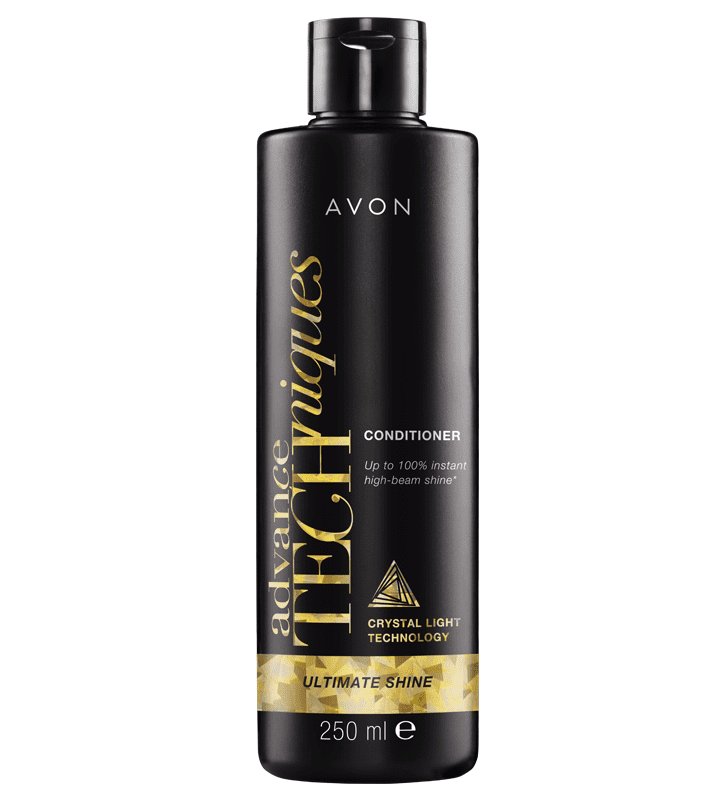 AVON
advance
TECHniques
CONDITIONER
Up to 100% instant
high-beam shine*
CRYSTAL LIGHT
TECHNOLOGY
ULTIMATE SHINE
250 ml ℮